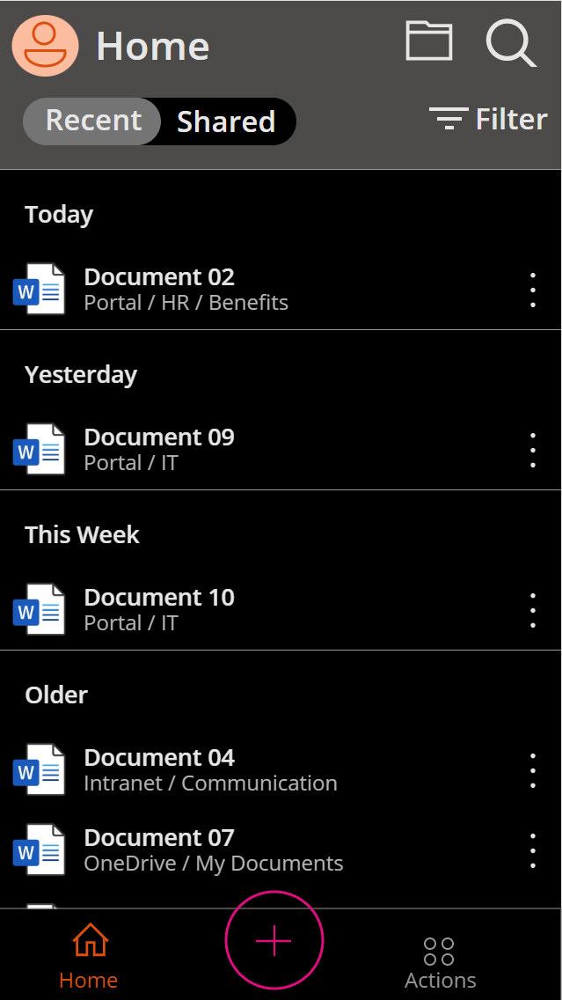 Home
Recent
Shared
Filter
Today
W
Document 02
Portal / HR / Benefits
Yesterday
W
Document 09
Portal / IT
This Week
W
Document 10
Portal / IT
Older
W
Document 04
Intranet / Communication
W
Document 07
OneDrive / My Documents
Home
Actions